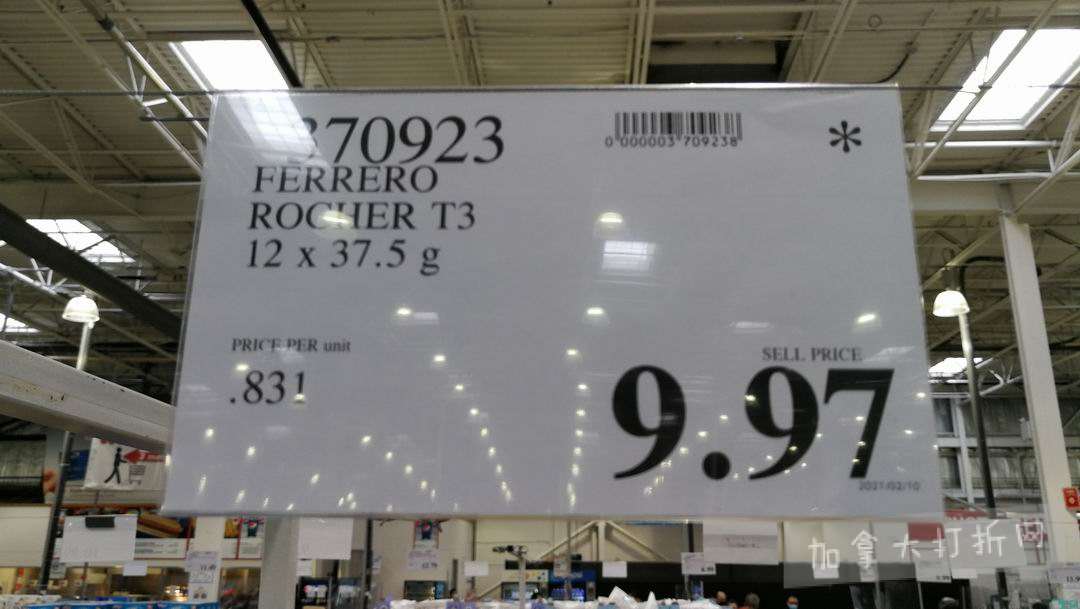 370923
FERRERO
ROCHER T3
12 x 37.5 g
0 000003 709238
*
PRICE PER unit
.831
SELL PRICE
9.97
2021/02/10
加拿大打折网